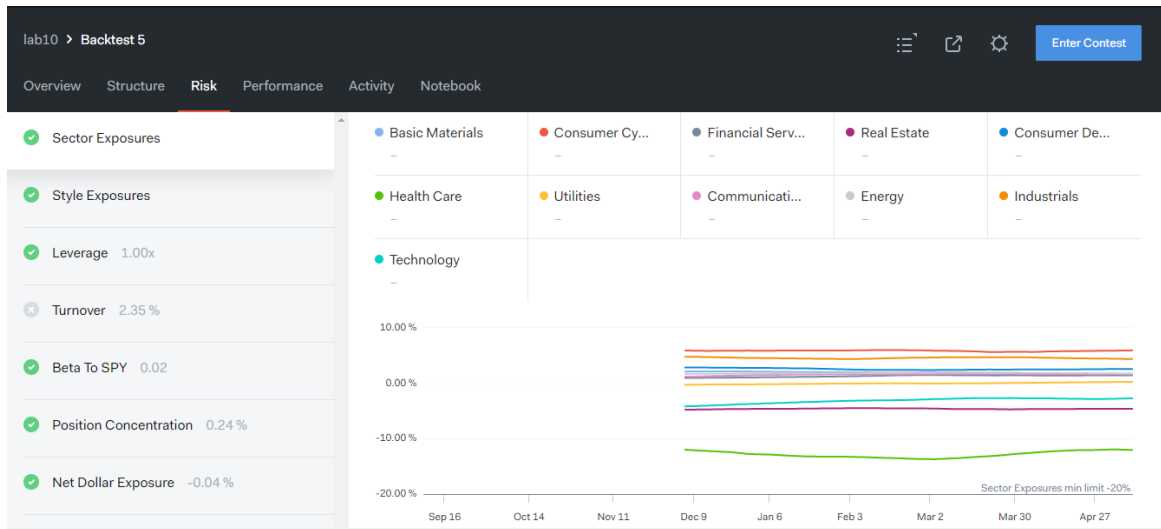 lab10 > Backtest 5
Enter Contest
Overview Structure Risk Performance Activity Notebook
Sector Exposures
Style Exposures
Leverage 1.00x
Turnover 2.35 %
Beta To SPY 0.02
Position Concentration 0.24 %
Net Dollar Exposure -0.04 %
Basic Materials Consumer Cy... Financial Serv... Real Estate Consumer De...
– – – – –
Health Care Utilities Communicati... Energy Industrials
– – – – –
Technology
–
10.00 %
0.00 %
-10.00 %
-20.00 %
Sector Exposures min limit -20%
Sep 16 Oct 14 Nov 11 Dec 9 Jan 6 Feb 3 Mar 2 Mar 30 Apr 27